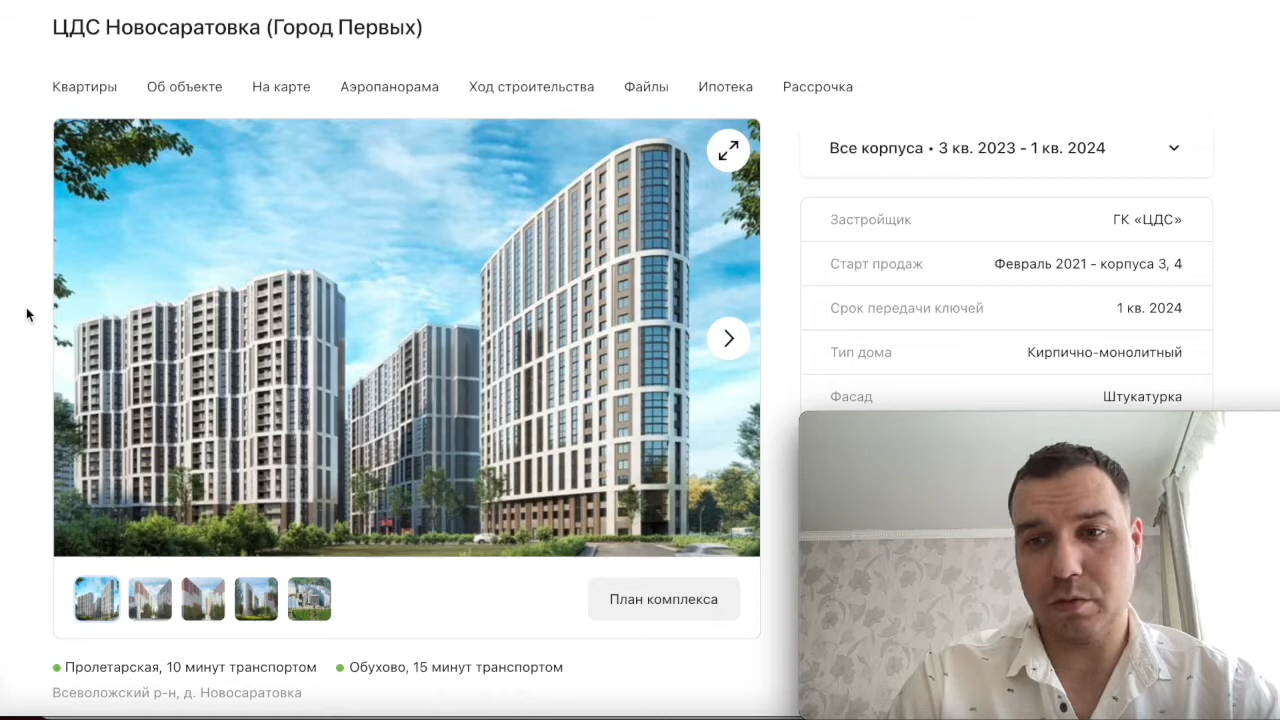 ЦДС Новосаратовка (Город Первых)
Квартиры Об объекте На карте Аэропанорама Ход строительства Файлы Ипотека Рассрочка
Все корпуса • 3 кв. 2023 - 1 кв. 2024
Застройщик ГК «ЦДС»
Старт продаж Февраль 2021 - корпуса 3, 4
Срок передачи ключей 1 кв. 2024
Тип дома Кирпично-монолитный
Фасад Штукатурка
План комплекса
Пролетарская, 10 минут транспортом Обухово, 15 минут транспортом
Всеволожский р-н, д. Новосаратовка